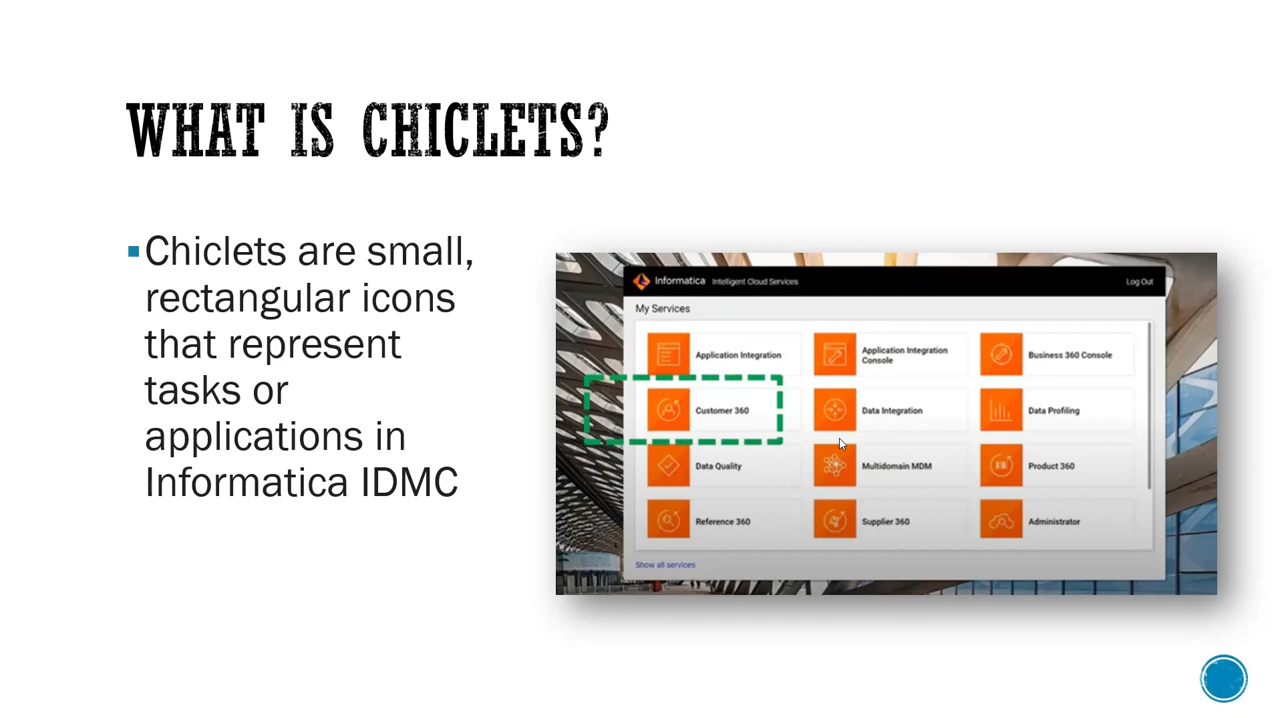 WHAT IS CHICLETS?
Chiclets are small,
rectangular icons
that represent
tasks or
applications in
Informatica IDMC
Informatica Intelligent Cloud Services
Log Out
My Services
Application Integration
Application Integration
Console
Business 360 Console
Customer 360
Data Integration
Data Profiling
Data Quality
Multidomain MDM
Product 360
Reference 360
Supplier 360
Administrator
Show all services